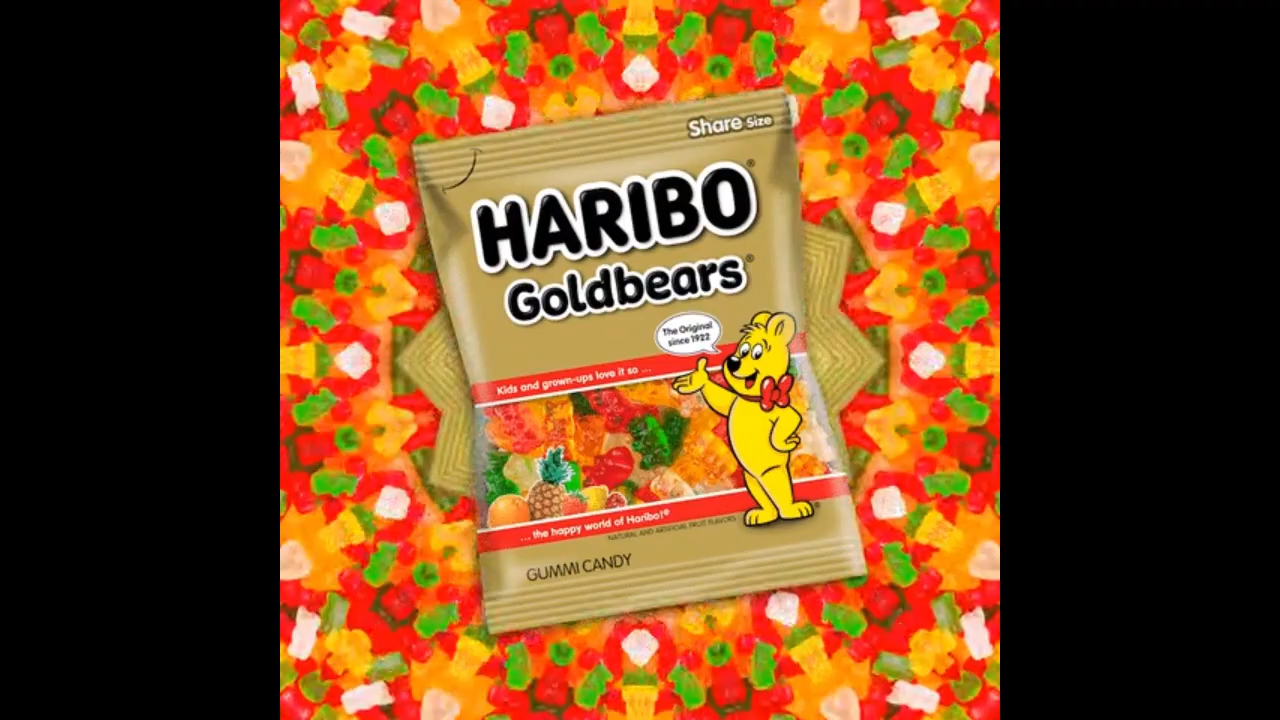 Share Size
HARIBO®
Goldbears®
The Original
since 1922
Kids and grown-ups love it so ...
... the happy world of Haribo!®
NATURAL AND ARTIFICIAL FRUIT FLAVORS
GUMMI CANDY